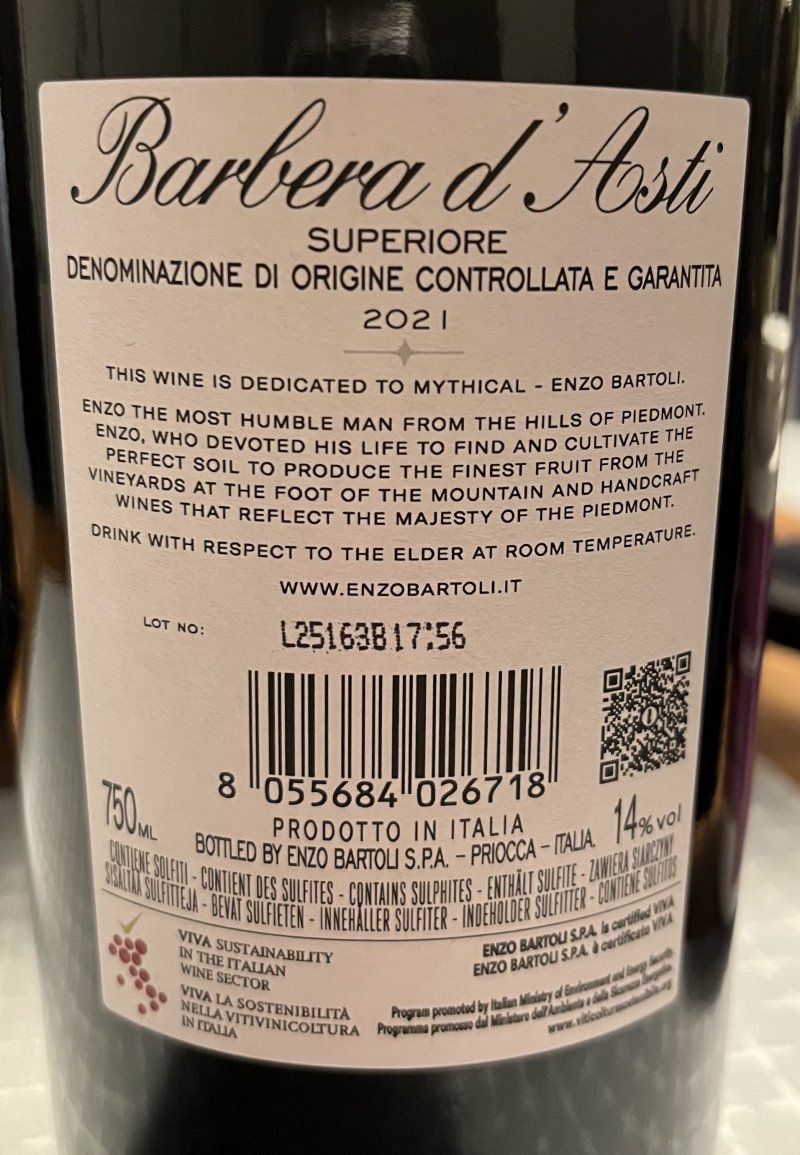 Barbera d'Asti
SUPERIORE
DENOMINAZIONE DI ORIGINE CONTROLLATA E GARANTITA
2021
THIS WINE IS DEDICATED TO MYTHICAL - ENZO BARTOLI.
ENZO THE MOST HUMBLE MAN FROM THE HILLS OF PIEDMONT.
ENZO, WHO DEVOTED HIS LIFE TO FIND AND CULTIVATE THE
PERFECT SOIL TO PRODUCE THE FINEST FRUIT FROM THE
VINEYARDS AT THE FOOT OF THE MOUNTAIN AND HANDCRAFT
WINES THAT REFLECT THE MAJESTY OF THE PIEDMONT.
DRINK WITH RESPECT TO THE ELDER AT ROOM TEMPERATURE.
WWW.ENZOBARTOLI.IT
LOT NO: L25163B17:56
8 055684 026718
750ML
PRODOTTO IN ITALIA
14% vol
BOTTLED BY ENZO BARTOLI S.P.A. – PRIOCCA – ITALIA.
CONTIENE SOLFITI - CONTIENT DES SULFITES - CONTAINS SULPHITES - ENTHÄLT SULFITE - ZAWIERA SIARCZYNY
SISÄLTÄÄ SULFITTEJA - BEVAT SULFIETEN - INNEHÅLLER SULFITER - INDEHOLDER SULFITTER - CONTIENE SULFITOS
VIVA SUSTAINABILITY
IN THE ITALIAN
WINE SECTOR
VIVA LA SOSTENIBILITÀ
NELLA VITIVINICOLTURA
IN ITALIA
ENZO BARTOLI S.P.A. is certified VIVA
ENZO BARTOLI S.P.A. è certificata VIVA
Program promoted by Italian Ministry of Environment and Energy Security.
Programma promosso dal Ministero dell'Ambiente e della Sicurezza Energetica.
www.viticolturasostenibile.org